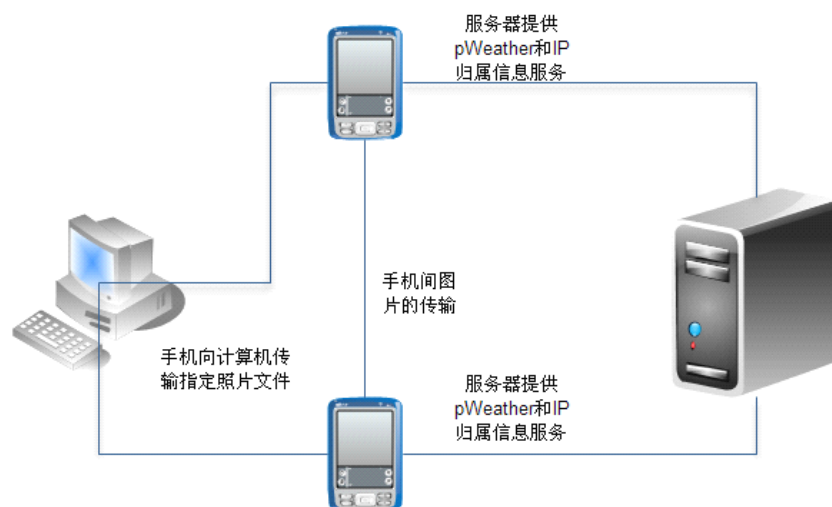 服务器提供
pWeather和IP
归属信息服务
手机间图
片的传输
手机向计算机传
输指定照片文件
服务器提供
pWeather和IP
归属信息服务